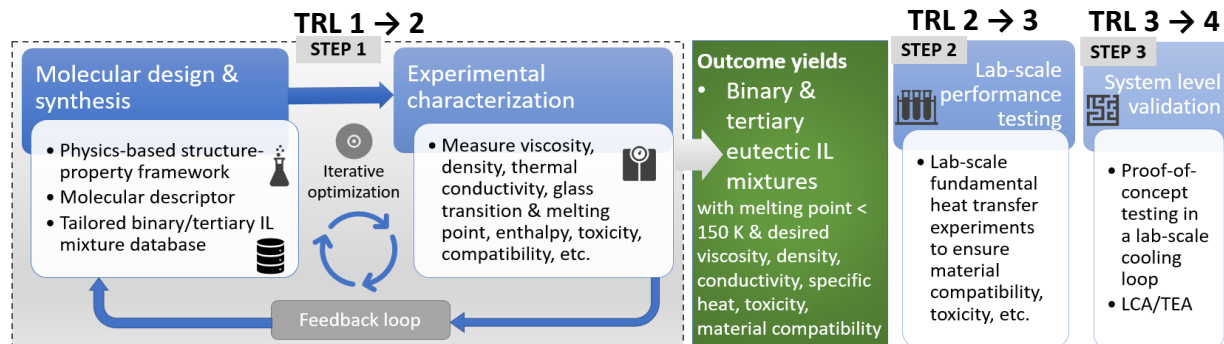 TRL 1 → 2
STEP 1
Molecular design &
synthesis
• Physics-based structure-
property framework
• Molecular descriptor
• Tailored binary/tertiary IL
mixture database
Iterative
optimization
Experimental
characterization
• Measure viscosity,
density, thermal
conductivity, glass
transition & melting
point, enthalpy, toxicity,
compatibility, etc.
Feedback loop
Outcome yields
• Binary &
tertiary
eutectic IL
mixtures
with melting point <
150 K & desired
viscosity, density,
conductivity, specific
heat, toxicity,
material compatibility
TRL 2 → 3
STEP 2
Lab-scale
performance
testing
• Lab-scale
fundamental
heat transfer
experiments
to ensure
material
compatibility,
toxicity, etc.
TRL 3 → 4
STEP 3
System level
validation
• Proof-of-
concept
testing in
a lab-scale
cooling
loop
• LCA/TEA